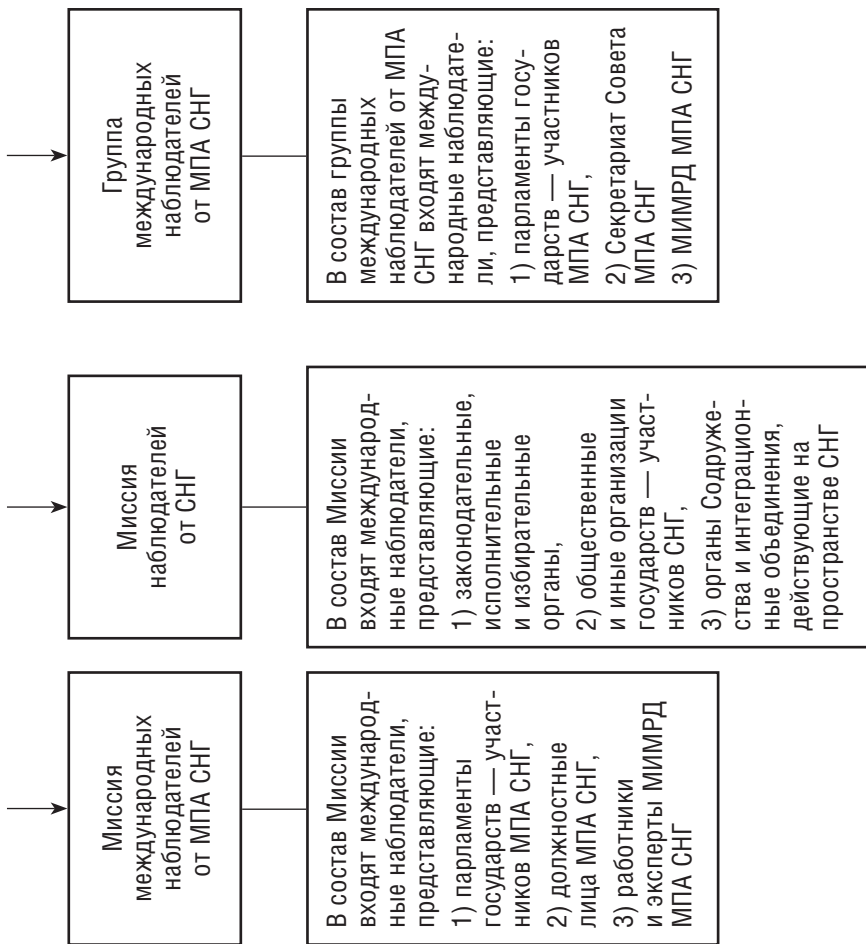 Миссия
международных
наблюдателей
от МПА СНГ
В состав Миссии
входят международ-
ные наблюдатели,
представляющие:
1) парламенты
государств — участ-
ников МПА СНГ,
2) должностные
лица МПА СНГ,
3) работники
и эксперты МИМРД
МПА СНГ
Миссия
наблюдателей
от СНГ
В состав Миссии
входят международ-
ные наблюдатели,
представляющие:
1) законодательные,
исполнительные
и избирательные
органы,
2) общественные
и иные организации
государств — участ-
ников СНГ,
3) органы Содруже-
ства и интеграцион-
ные объединения,
действующие на
пространстве СНГ
Группа
международных
наблюдателей
от МПА СНГ
В состав группы
международных
наблюдателей от МПА
СНГ входят между-
народные наблюдате-
ли, представляющие:
1) парламенты госу-
дарств — участников
МПА СНГ,
2) Секретариат Совета
МПА СНГ
3) МИМРД МПА СНГ